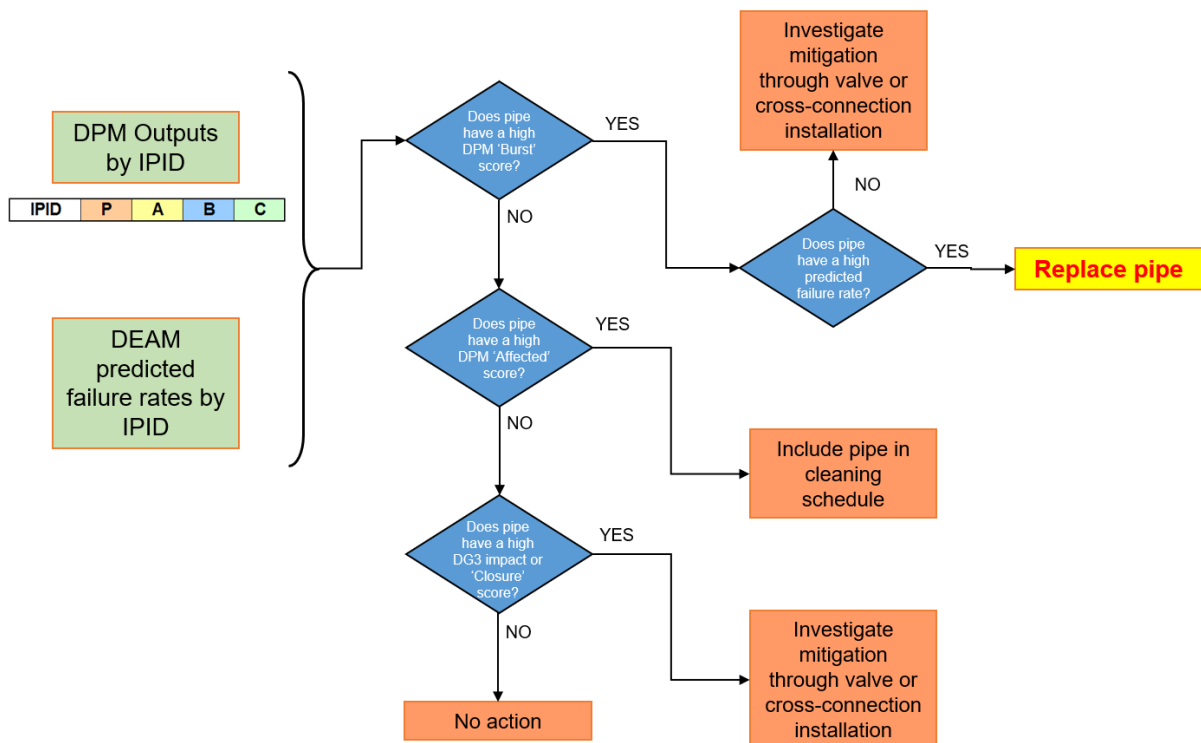 DPM Outputs
by IPID
IPID P A B C
DEAM
predicted
failure rates by
IPID
Does pipe
have a high
DPM ‘Burst’
score?
YES
NO
Investigate
mitigation
through valve or
cross-connection
installation
NO
Does pipe
have a high
predicted
failure rate?
YES
Replace pipe
Does pipe
have a high
DPM ‘Affected’
score?
YES
NO
Include pipe in
cleaning
schedule
Does pipe
have a high
DG3 impact or
‘Closure’
score?
YES
NO
Investigate
mitigation
through valve or
cross-connection
installation
No action